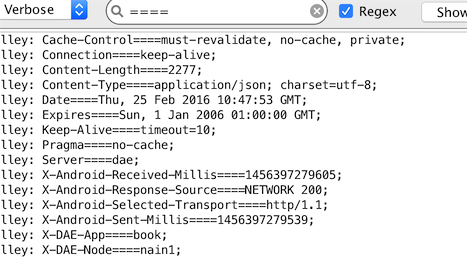 Verbose ==== Regex Show
lley: Cache-Control====must-revalidate, no-cache, private;
lley: Connection====keep-alive;
lley: Content-Length====2277;
lley: Content-Type====application/json; charset=utf-8;
lley: Date====Thu, 25 Feb 2016 10:47:53 GMT;
lley: Expires====Sun, 1 Jan 2006 01:00:00 GMT;
lley: Keep-Alive====timeout=10;
lley: Pragma====no-cache;
lley: Server====dae;
lley: X-Android-Received-Millis====1456397279605;
lley: X-Android-Response-Source====NETWORK 200;
lley: X-Android-Selected-Transport====http/1.1;
lley: X-Android-Sent-Millis====1456397279539;
lley: X-DAE-App====book;
lley: X-DAE-Node====nain1;